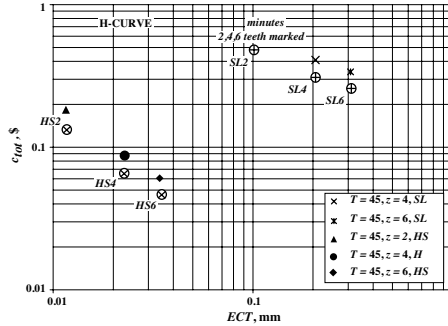 1
H-CURVE
minutes
2,4,6 teeth marked
SL2
SL4
SL6
HS2
c_tot, $
0.1
HS4
HS6
T = 45, z = 4, SL
T = 45, z = 6, SL
T = 45, z = 2, HS
T = 45, z = 4, H
T = 45, z = 6, HS
0.01
0.01
0.1
1
ECT, mm